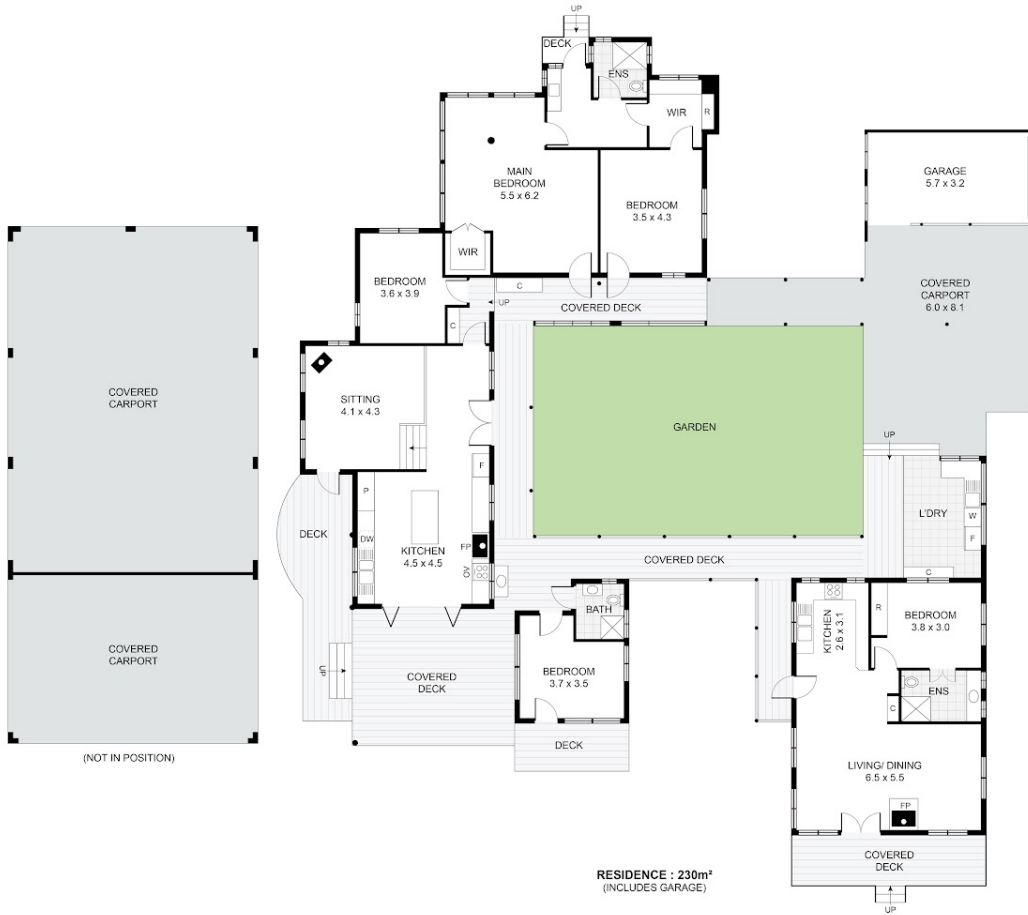 UP
DECK
ENS
WIR
R
MAIN
BEDROOM
5.5 x 6.2
BEDROOM
3.5 x 4.3
GARAGE
5.7 x 3.2
WIR
BEDROOM
3.6 x 3.9
C
UP
COVERED DECK
C
COVERED
CARPORT
6.0 x 8.1
COVERED
CARPORT
SITTING
4.1 x 4.3
GARDEN
UP
F
P
DECK
DW
KITCHEN
4.5 x 4.5
FP
OV
L'DRY
W
F
C
COVERED DECK
BATH
BEDROOM
3.7 x 3.5
KITCHEN
2.6 x 3.1
R
BEDROOM
3.8 x 3.0
ENS
C
COVERED
CARPORT
UP
COVERED
DECK
DECK
(NOT IN POSITION)
LIVING/ DINING
6.5 x 5.5
FP
COVERED
DECK
UP
RESIDENCE : 230m²
(INCLUDES GARAGE)